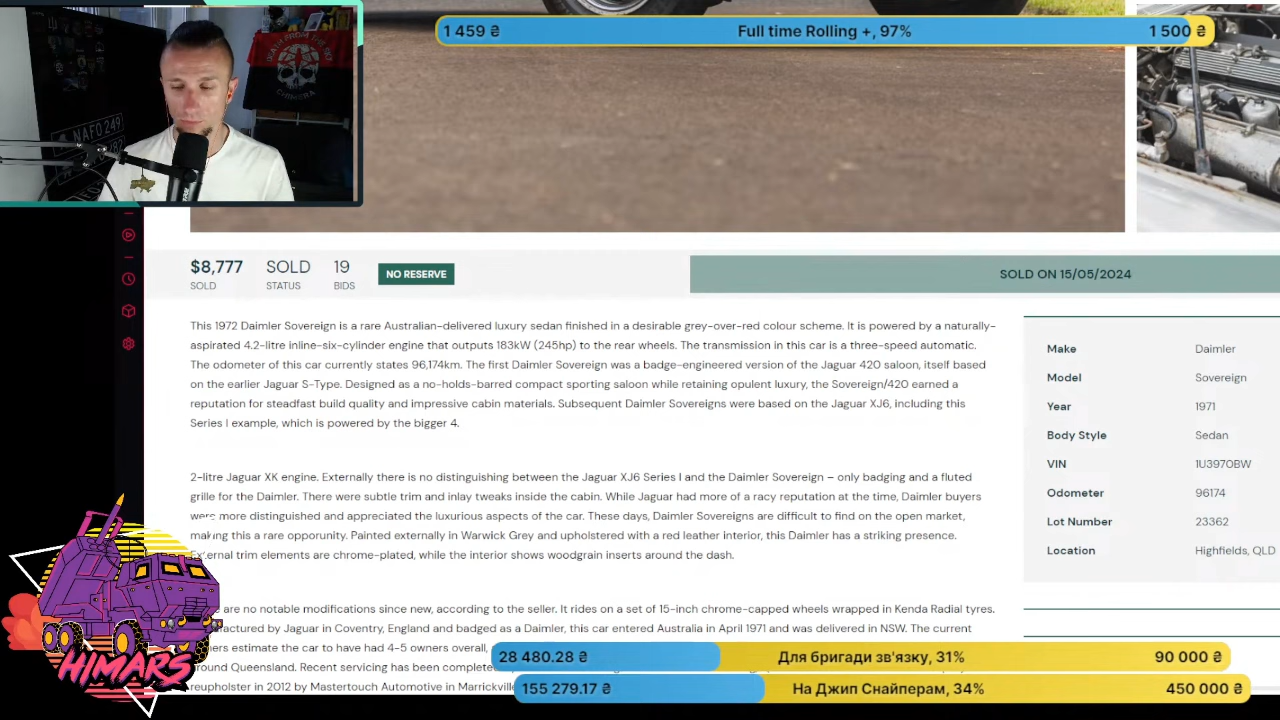 1 459 ₴ Full time Rolling +, 97% 1 500 ₴
DEATH FROM THE SKY
CHIMERA
NAFO 249
$8,777 SOLD 19 NO RESERVE
SOLD STATUS BIDS
SOLD ON 15/05/2024
This 1972 Daimler Sovereign is a rare Australian-delivered luxury sedan finished in a desirable grey-over-red colour scheme. It is powered by a naturally-
aspirated 4.2-litre inline-six-cylinder engine that outputs 183kW (245hp) to the rear wheels. The transmission in this car is a three-speed automatic.
The odometer of this car currently states 96,174km. The first Daimler Sovereign was a badge-engineered version of the Jaguar 420 saloon, itself based
on the earlier Jaguar S-Type. Designed as a no-holds-barred compact sporting saloon while retaining opulent luxury, the Sovereign/420 earned a
reputation for steadfast build quality and impressive cabin materials. Subsequent Daimler Sovereigns were based on the Jaguar XJ6, including this
Series I example, which is powered by the bigger 4.
2-litre Jaguar XK engine. Externally there is no distinguishing between the Jaguar XJ6 Series I and the Daimler Sovereign – only badging and a fluted
grille for the Daimler. There were subtle trim and inlay tweaks inside the cabin. While Jaguar had more of a racy reputation at the time, Daimler buyers
were more distinguished and appreciated the luxurious aspects of the car. These days, Daimler Sovereigns are difficult to find on the open market,
making this a rare opporunity. Painted externally in Warwick Grey and upholstered with a red leather interior, this Daimler has a striking presence.
External trim elements are chrome-plated, while the interior shows woodgrain inserts around the dash.
are no notable modifications since new, according to the seller. It rides on a set of 15-inch chrome-capped wheels wrapped in Kenda Radial tyres.
by Jaguar in Coventry, England and badged as a Daimler, this car entered Australia in April 1971 and was delivered in NSW. The current
estimate the car to have had 4-5 owners overall,
Queensland. Recent servicing has been
reupholster in 2012 by Mastertouch Automotive in Marrickville
Make Daimler
Model Sovereign
Year 1971
Body Style Sedan
VIN 1U3970BW
Odometer 96174
Lot Number 23362
Location Highfields, QLD
HIMARS
28 480.28 ₴ Для бригади зв'язку, 31% 90 000 ₴
155 279.17 ₴ На Джип Снайперам, 34% 450 000 ₴